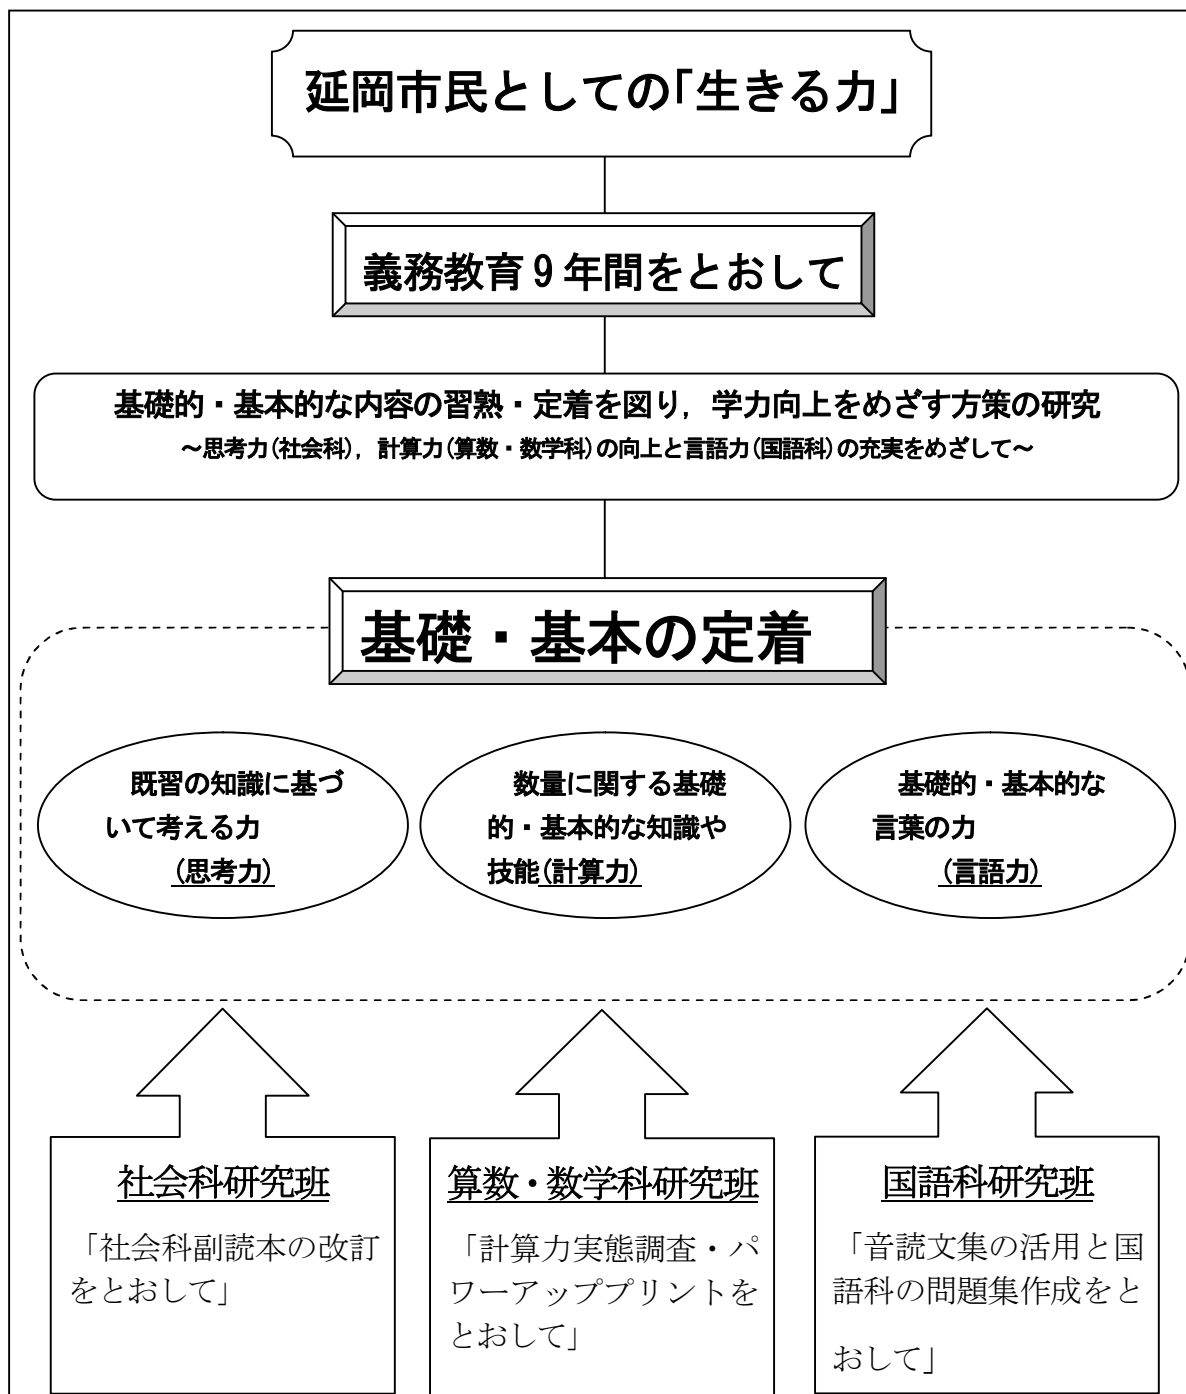 延岡市民としての「生きる力」
義務教育9年間をとおして
基礎的・基本的な内容の習熟・定着を図り，学力向上をめざす方策の研究
～思考力(社会科)，計算力(算数・数学科)の向上と言語力(国語科)の充実をめざして～
基礎・基本の定着
既習の知識に基づ
いて考える力
(思考力)
数量に関する基礎
的・基本的な知識や
技能(計算力)
基礎的・基本的な
言葉の力
(言語力)
社会科研究班
「社会科副読本の改訂
をとおして」
算数・数学科研究班
「計算力実態調査・パ
ワーアッププリントを
とおして」
国語科研究班
「音読文集の活用と国
語科の問題集作成をと
おして」